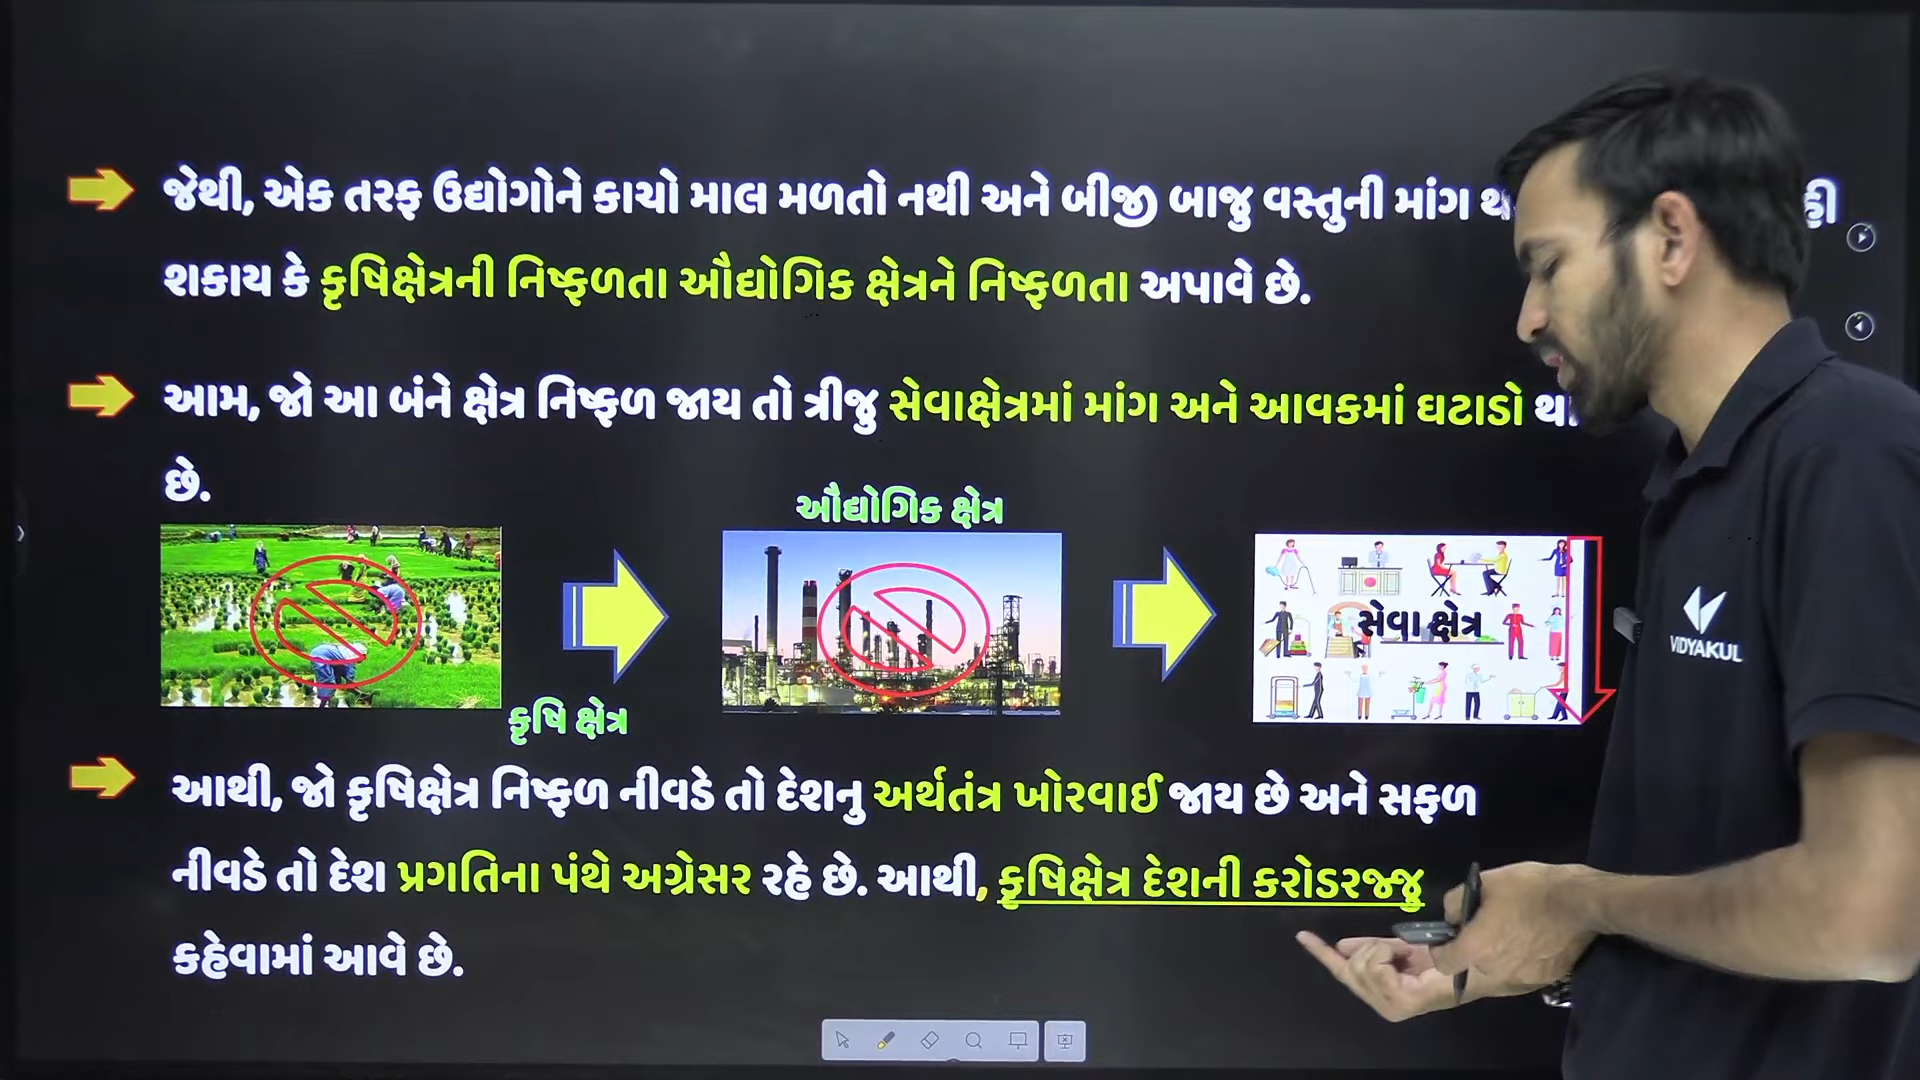 જેથી, એક તરફ ઉદ્યોગોને કાચો માલ મળતો નથી અને બીજી બાજુ વસ્તુની માંગ
શકાય કે કૃષિક્ષેત્રની નિષ્ફળતા ઔદ્યોગિક ક્ષેત્રને નિષ્ફળતા અપાવે છે.
આમ, જો આ બંને ક્ષેત્ર નિષ્ફળ જાય તો ત્રીજુ સેવાક્ષેત્રમાં માંગ અને આવકમાં ઘટાડો
છે.
ઔદ્યોગિક ક્ષેત્ર
સેવા ક્ષેત્ર
VIDYAKUL
કૃષિ ક્ષેત્ર
આથી, જો કૃષિક્ષેત્ર નિષ્ફળ નીવડે તો દેશનુ અર્થતંત્ર ખોરવાઈ જાય છે અને સફળ
નીવડે તો દેશ પ્રગતિના પંથે અગ્રેસર રહે છે. આથી, કૃષિક્ષેત્ર દેશની કરોડરજ્જુ
કહેવામાં આવે છે.